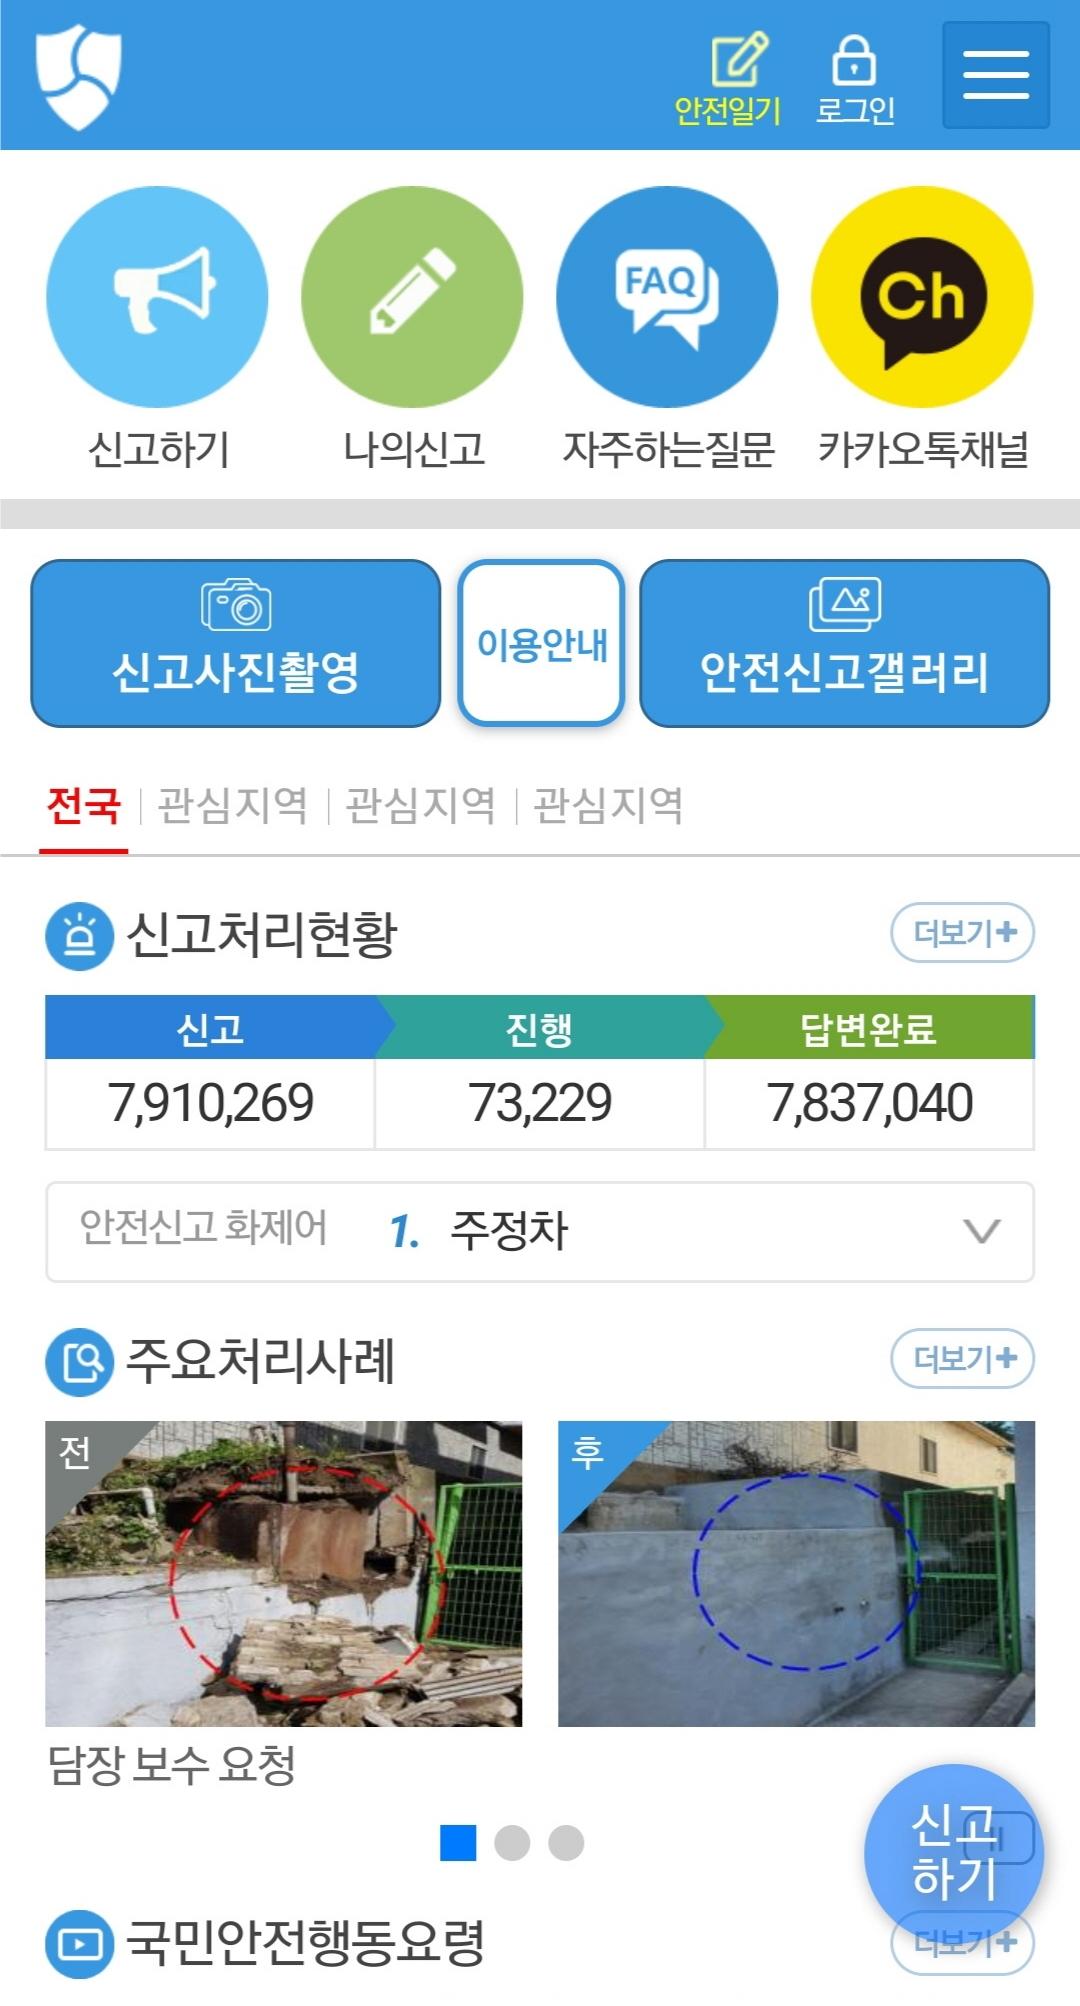 안전일기
로그인
FAQ
Ch
신고하기
나의신고
자주하는질문
카카오톡채널
신고사진촬영
이용안내
안전신고갤러리
전국
관심지역
관심지역
관심지역
신고처리현황
더보기+
신고
진행
답변완료
7,910,269
73,229
7,837,040
안전신고 화제어 1. 주정차
주요처리사례
더보기+
전
후
담장 보수 요청
신고
하기
국민안전행동요령
더보기+